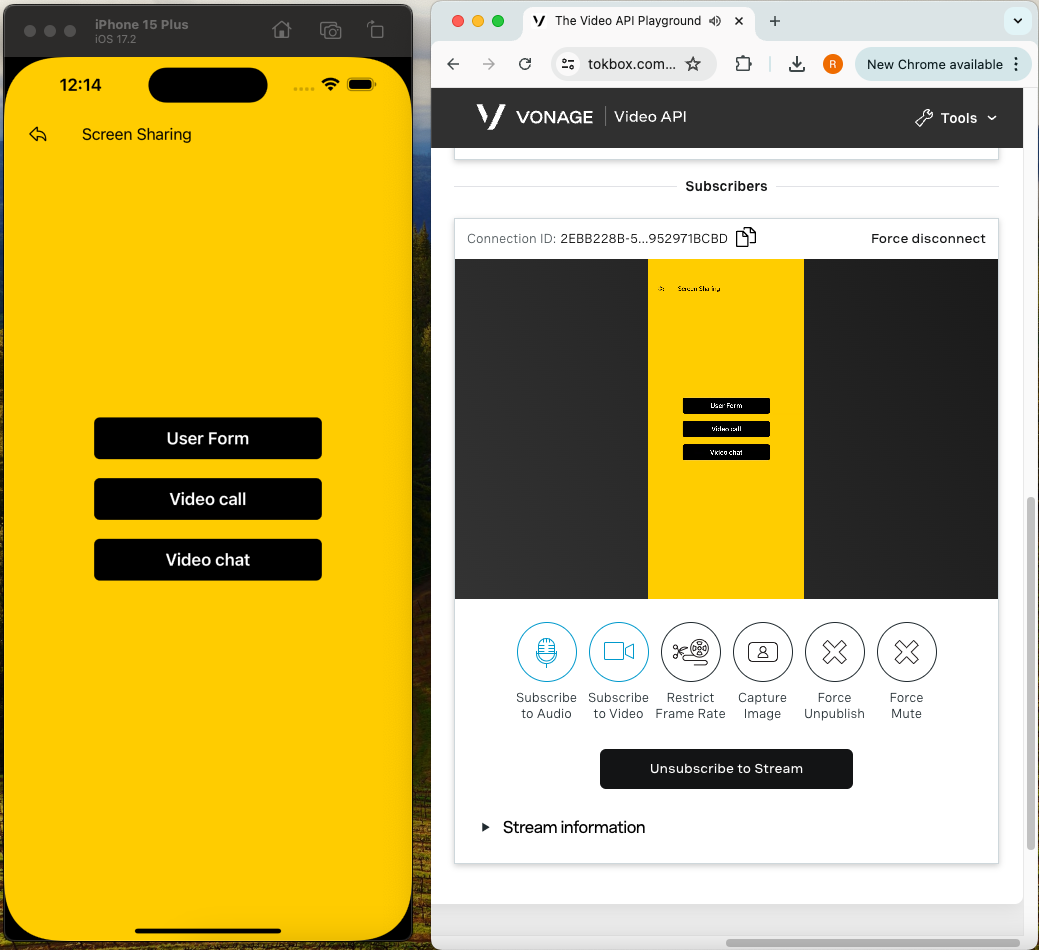 iPhone 15 Plus
iOS 17.2
12:14
Screen Sharing
User Form
Video call
Video chat
The Video API Playground
tokbox.com...
R
New Chrome available
VONAGE Video API
Tools
Subscribers
Connection ID: 2EBB228B-5...952971BCBD
Force disconnect
Screen Sharing
User Form
Video call
Video chat
Subscribe to Audio
Subscribe to Video
Restrict Frame Rate
Capture Image
Force Unpublish
Force Mute
Unsubscribe to Stream
Stream information